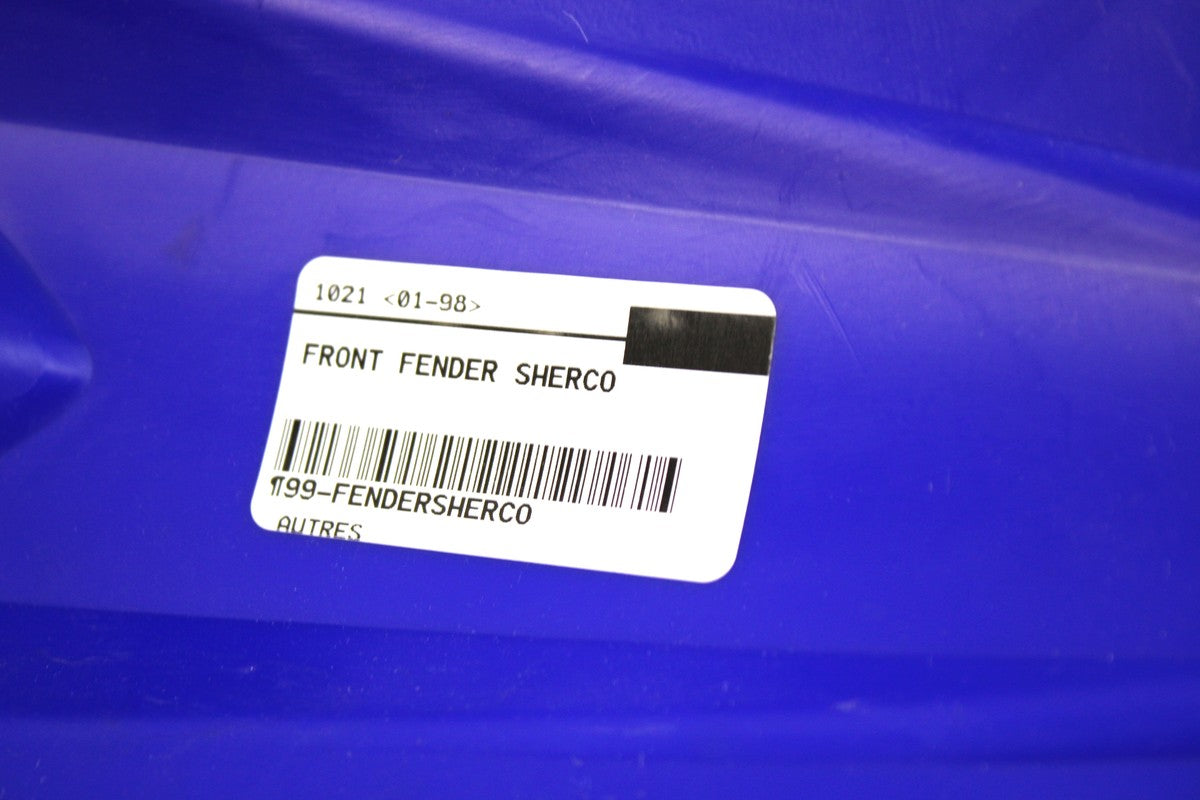 1021 <01-98>
FRONT FENDER SHERCO
¶99-FENDERSHERCO
AUTRES